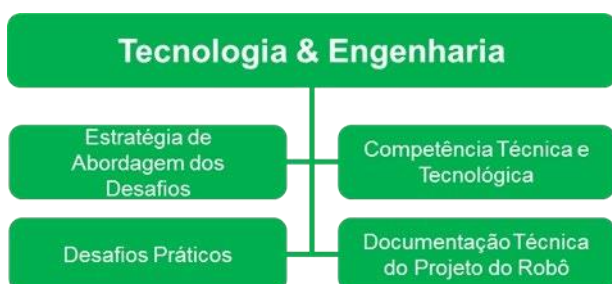 Tecnologia & Engenharia
Estratégia de
Abordagem dos
Desafios
Competência Técnica e
Tecnológica
Desafios Práticos
Documentação Técnica
do Projeto do Robô